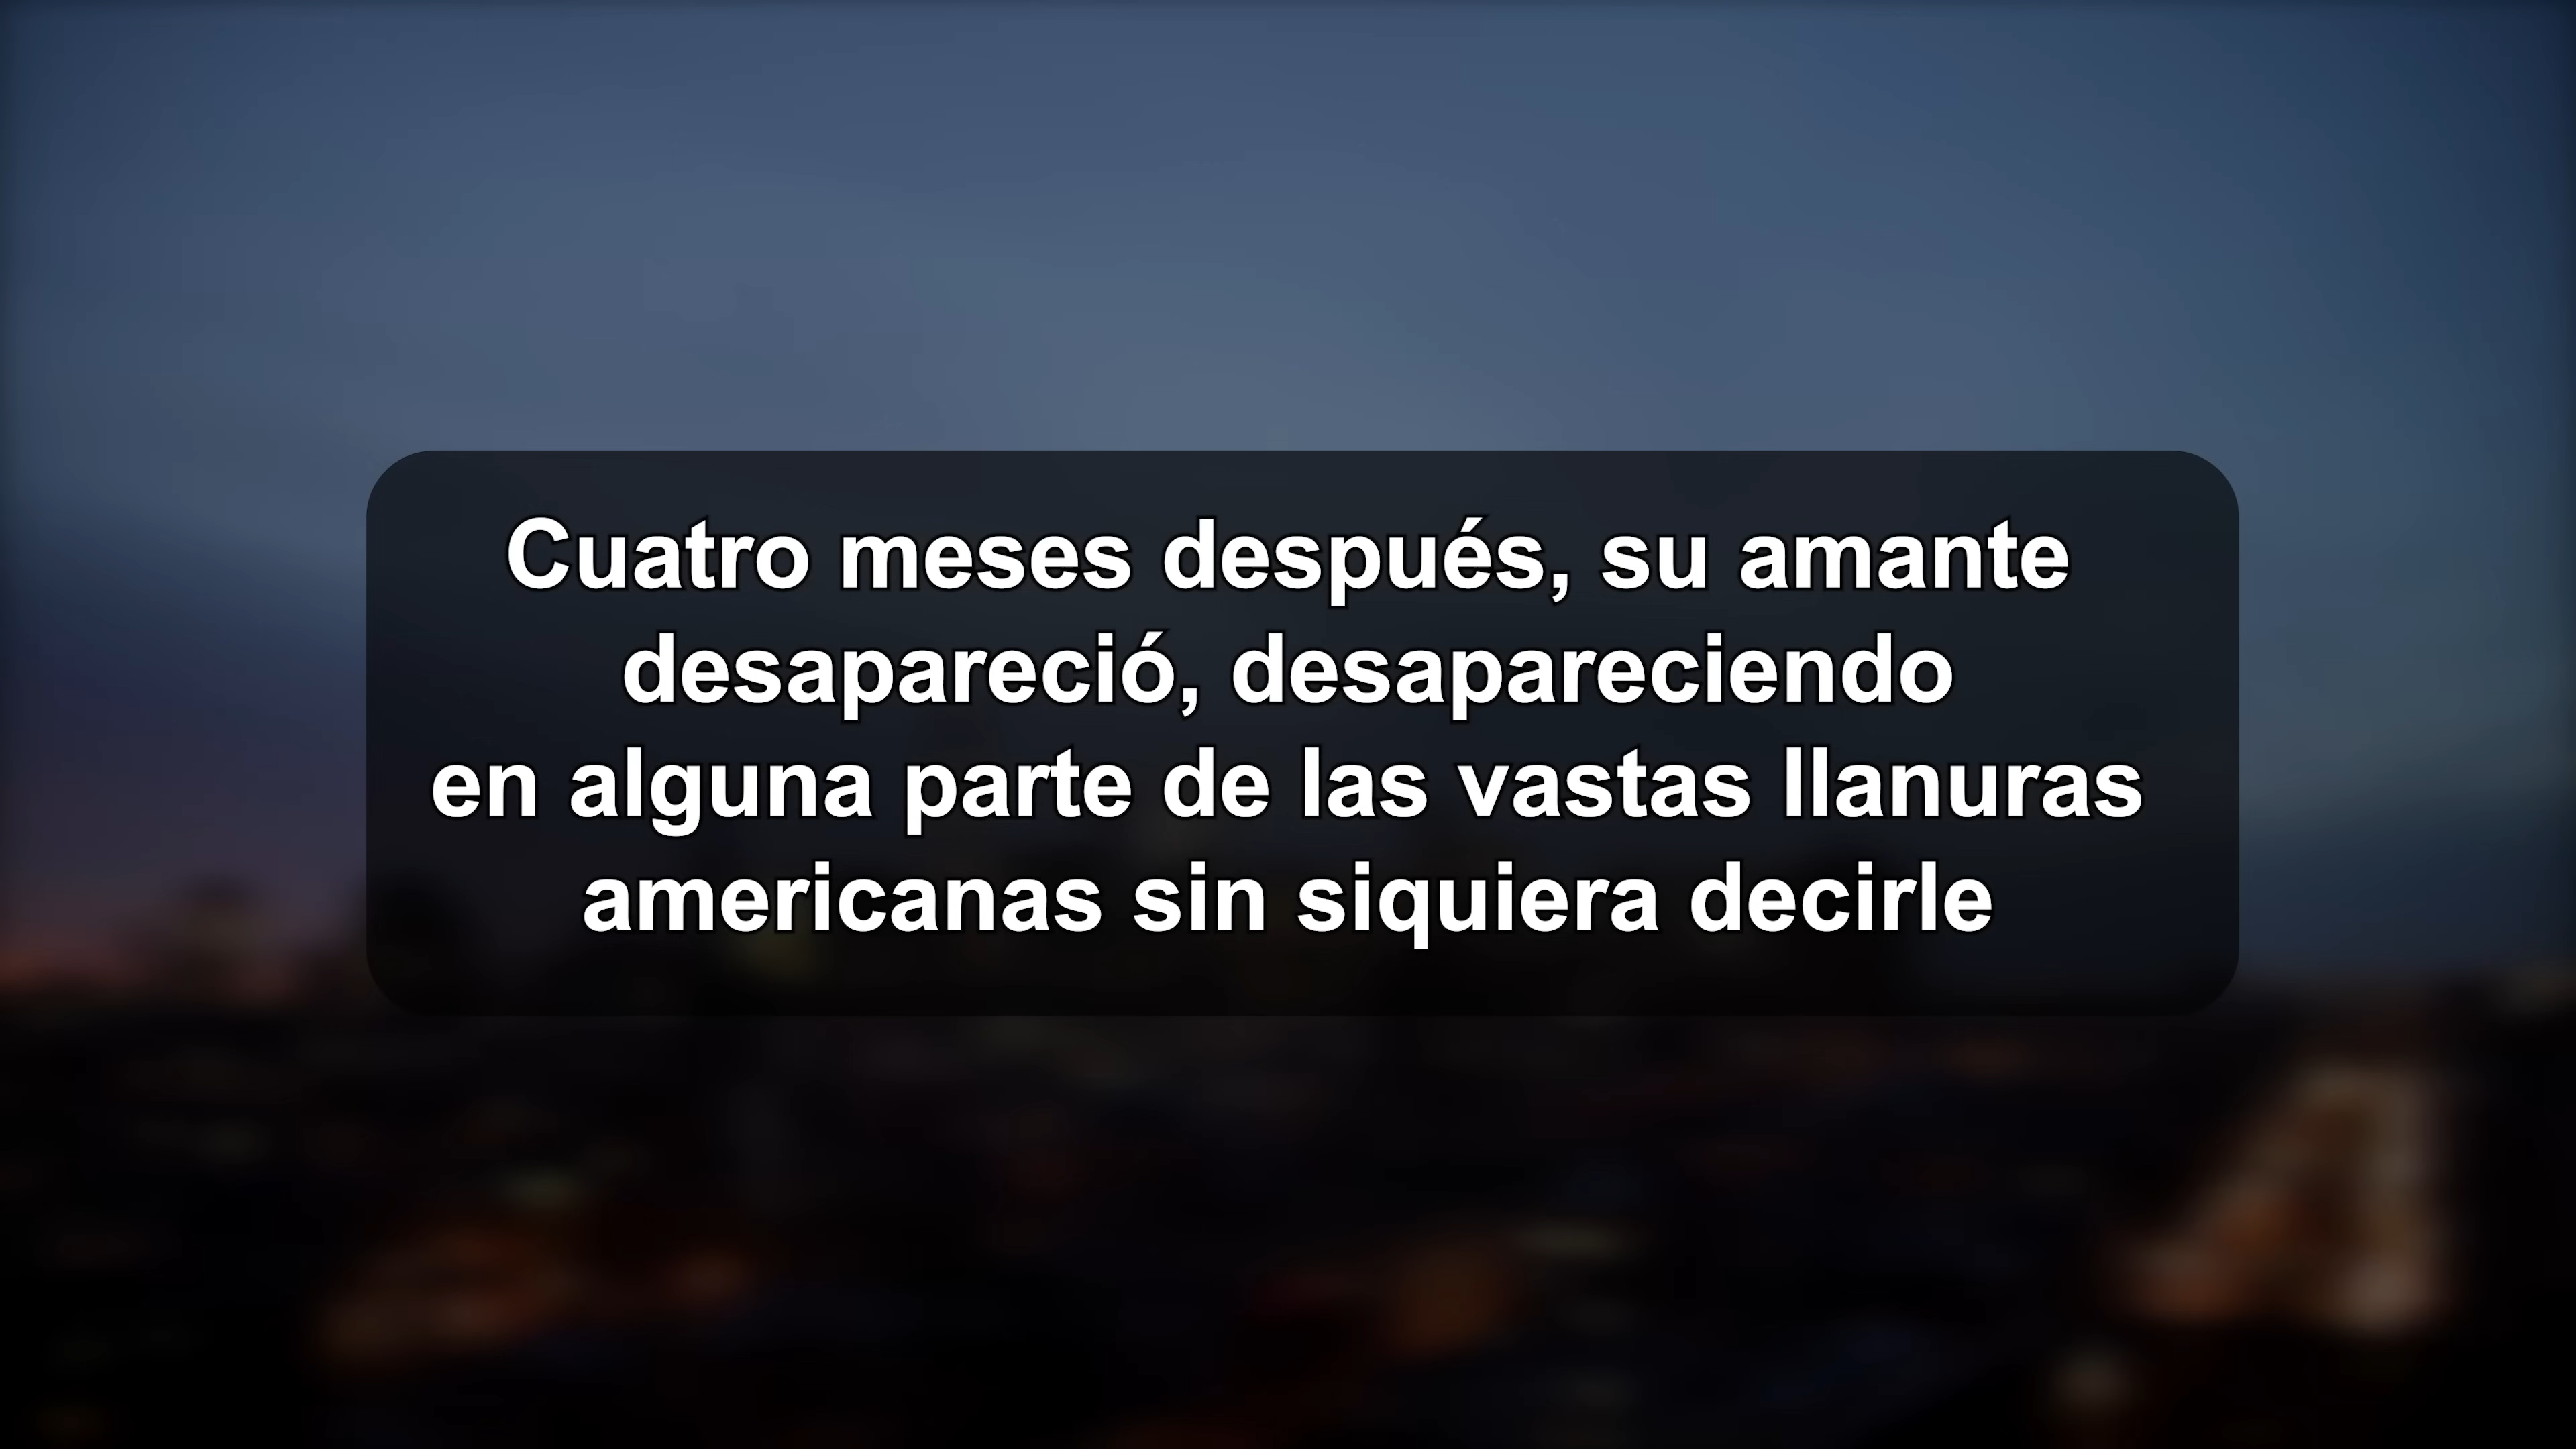 Cuatro meses después, su amante
desapareció, desapareciendo
en alguna parte de las vastas llanuras
americanas sin siquiera decirle